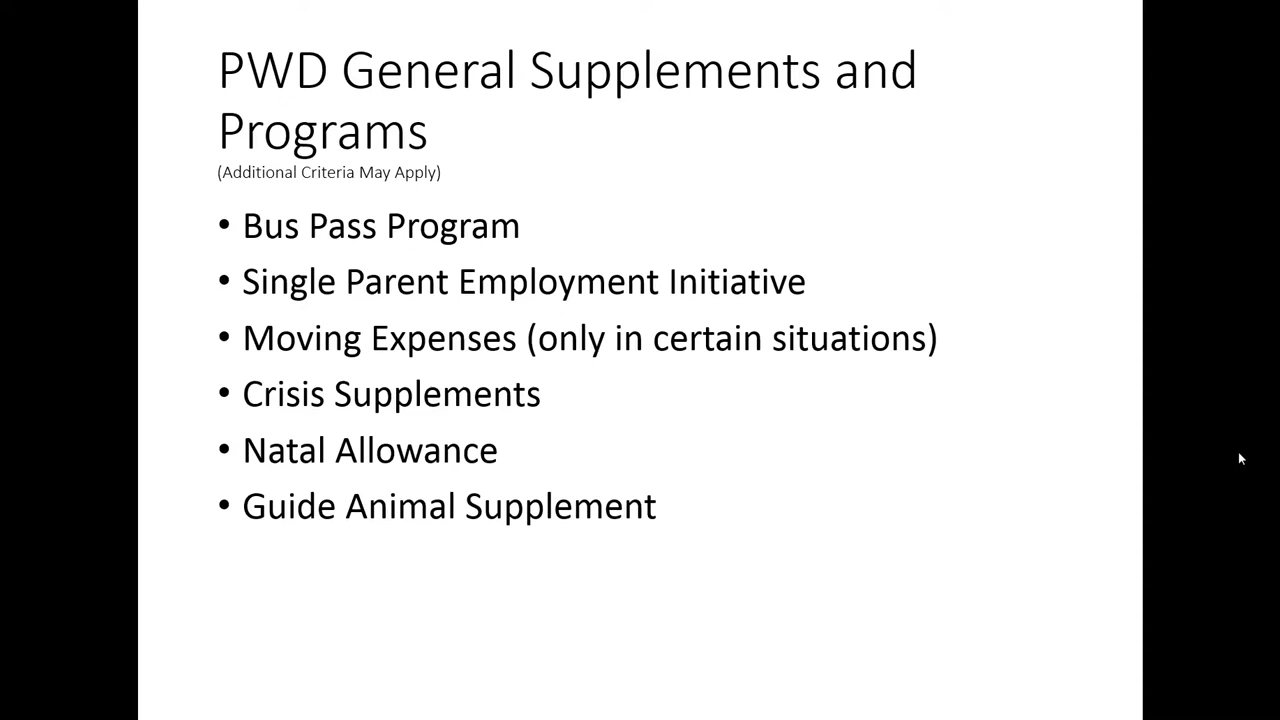 PWD General Supplements and
Programs
(Additional Criteria May Apply)
• Bus Pass Program
• Single Parent Employment Initiative
• Moving Expenses (only in certain situations)
• Crisis Supplements
• Natal Allowance
• Guide Animal Supplement